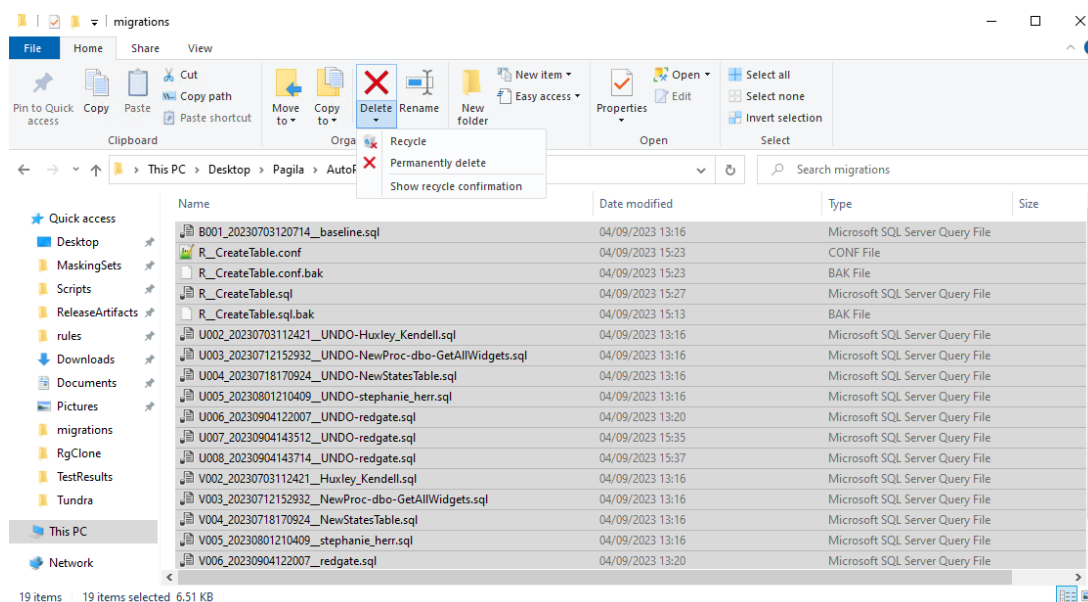 migrations
File Home Share View
Pin to Quick access
Copy
Paste
Cut
Copy path
Paste shortcut
Clipboard
Move to
Copy to
Delete
Rename
Orga
New folder
New item
Easy access
Properties
Open
Edit
Open
Select all
Select none
Invert selection
Select
Recycle
Permanently delete
Show recycle confirmation
This PC > Desktop > Pagila >
Search migrations
Name Date modified Type Size
Quick access
Desktop
MaskingSets
Scripts
ReleaseArtifacts
rules
Downloads
Documents
Pictures
migrations
RgClone
TestResults
Tundra
This PC
Network
B001_20230703120714__baseline.sql 04/09/2023 13:16 Microsoft SQL Server Query File
R__CreateTable.conf 04/09/2023 15:23 CONF File
R__CreateTable.conf.bak 04/09/2023 15:23 BAK File
R__CreateTable.sql 04/09/2023 15:27 Microsoft SQL Server Query File
R__CreateTable.sql.bak 04/09/2023 15:13 BAK File
U002_20230703112421__UNDO-Huxley_Kendell.sql 04/09/2023 13:16 Microsoft SQL Server Query File
U003_20230712152932__UNDO-NewProc-dbo-GetAllWidgets.sql 04/09/2023 13:16 Microsoft SQL Server Query File
U004_20230718170924__UNDO-NewStatesTable.sql 04/09/2023 13:16 Microsoft SQL Server Query File
U005_20230801210409__UNDO-stephanie_herr.sql 04/09/2023 13:16 Microsoft SQL Server Query File
U006_20230904122007__UNDO-redgate.sql 04/09/2023 13:20 Microsoft SQL Server Query File
U007_20230904143512__UNDO-redgate.sql 04/09/2023 15:35 Microsoft SQL Server Query File
U008_20230904143714__UNDO-redgate.sql 04/09/2023 15:37 Microsoft SQL Server Query File
V002_20230703112421__Huxley_Kendell.sql 04/09/2023 13:16 Microsoft SQL Server Query File
V003_20230712152932__NewProc-dbo-GetAllWidgets.sql 04/09/2023 13:16 Microsoft SQL Server Query File
V004_20230718170924__NewStatesTable.sql 04/09/2023 13:16 Microsoft SQL Server Query File
V005_20230801210409__stephanie_herr.sql 04/09/2023 13:16 Microsoft SQL Server Query File
V006_20230904122007__redgate.sql 04/09/2023 13:20 Microsoft SQL Server Query File
19 items 19 items selected 6.51 KB